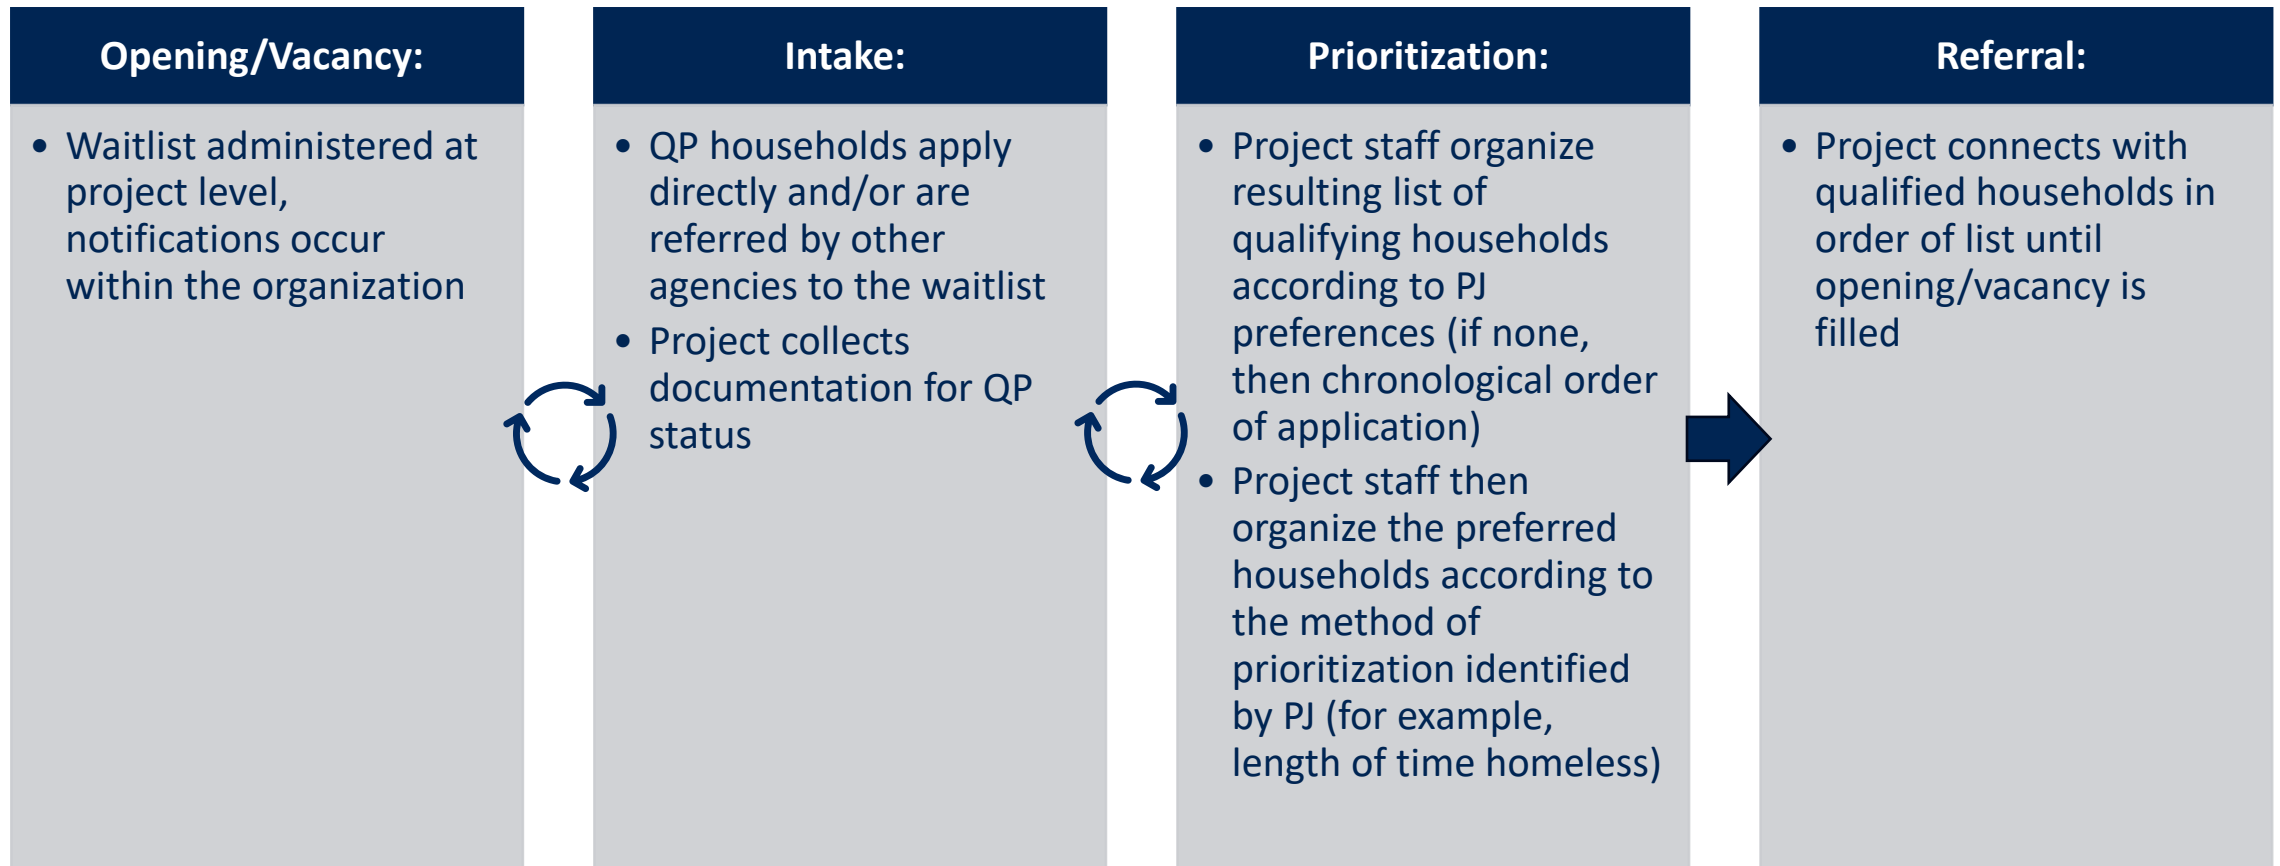 Opening/Vacancy:
• Waitlist administered at
project level,
notifications occur
within the organization
Intake:
• QP households apply
directly and/or are
referred by other
agencies to the waitlist
• Project collects
documentation for QP
status
Prioritization:
• Project staff organize
resulting list of
qualifying households
according to PJ
preferences (if none,
then chronological order
of application)
• Project staff then
organize the preferred
households according to
the method of
prioritization identified
by PJ (for example,
length of time homeless)
Referral:
• Project connects with
qualified households in
order of list until
opening/vacancy is
filled